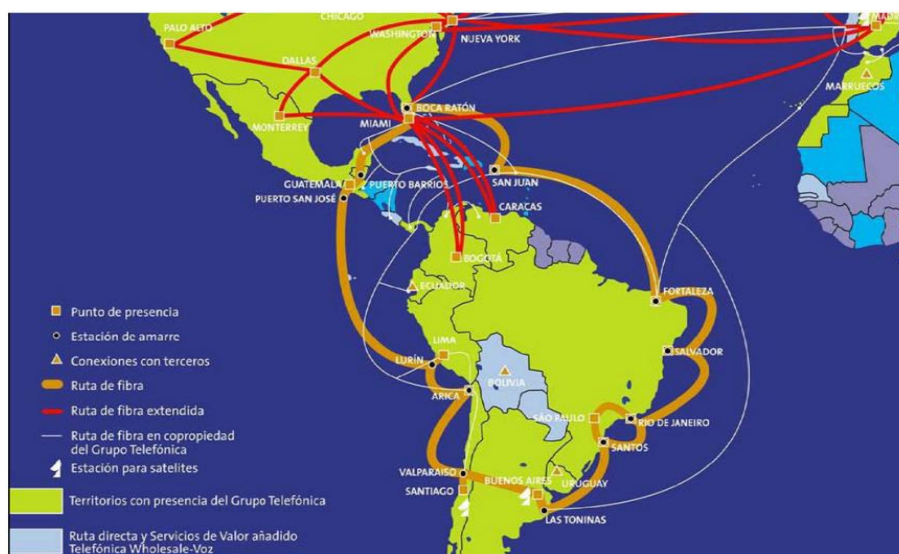 CHICAGO
PALO ALTO
WASHINGTON
NUEVA YORK
DALLAS
MARRUECOS
BOCA RATÓN
MONTERREY
MIAMI
GUATEMALA
PUERTO BARRIOS
SAN JUAN
PUERTO SAN JOSÉ
CARACAS
BOGOTÁ
ECUADOR
FORTALEZA
Punto de presencia
Estación de amarre
LIMA
SALVADOR
Conexiones con terceros
LURÍN
BOLIVIA
Ruta de fibra
ARICA
Ruta de fibra extendida
SÃO PAULO
RIO DE JANEIRO
Ruta de fibra en copropiedad
del Grupo Telefónica
SANTOS
Estación para satelites
VALPARAISO
BUENOS AIRES
URUGUAY
SANTIAGO
Territorios con presencia del Grupo Telefónica
LAS TONINAS
Ruta directa y Servicios de Valor añadido
Telefónica Wholesale-Voz